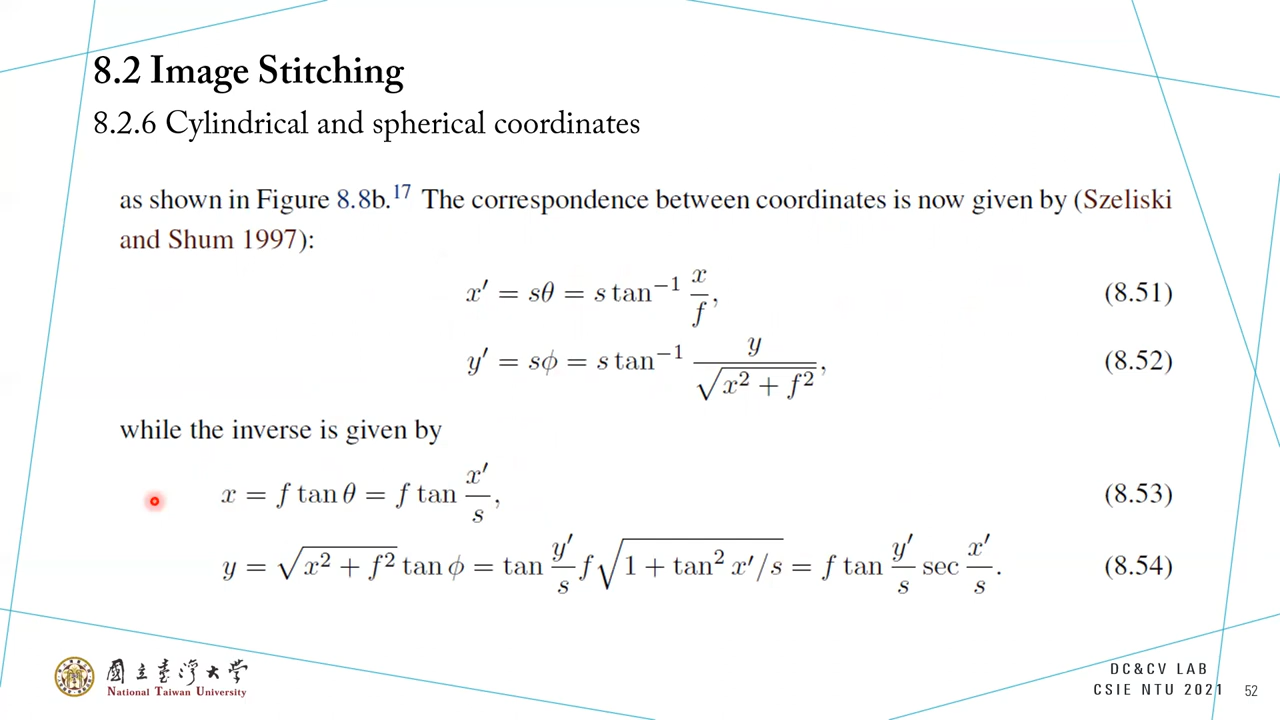 8.2 Image Stitching
8.2.6 Cylindrical and spherical coordinates
as shown in Figure 8.8b.¹⁷ The correspondence between coordinates is now given by (Szeliski
and Shum 1997):
x′ = sθ = s tan⁻¹ x/f, (8.51)
y′ = sϕ = s tan⁻¹ y/√(x² + f²), (8.52)
while the inverse is given by
x = f tan θ = f tan x′/s, (8.53)
y = √(x² + f²) tan ϕ = tan y′/s f√(1 + tan² x′/s) = f tan y′/s sec x′/s. (8.54)
國立臺灣大學
National Taiwan University
DC&CV LAB
CSIE NTU 2021
52